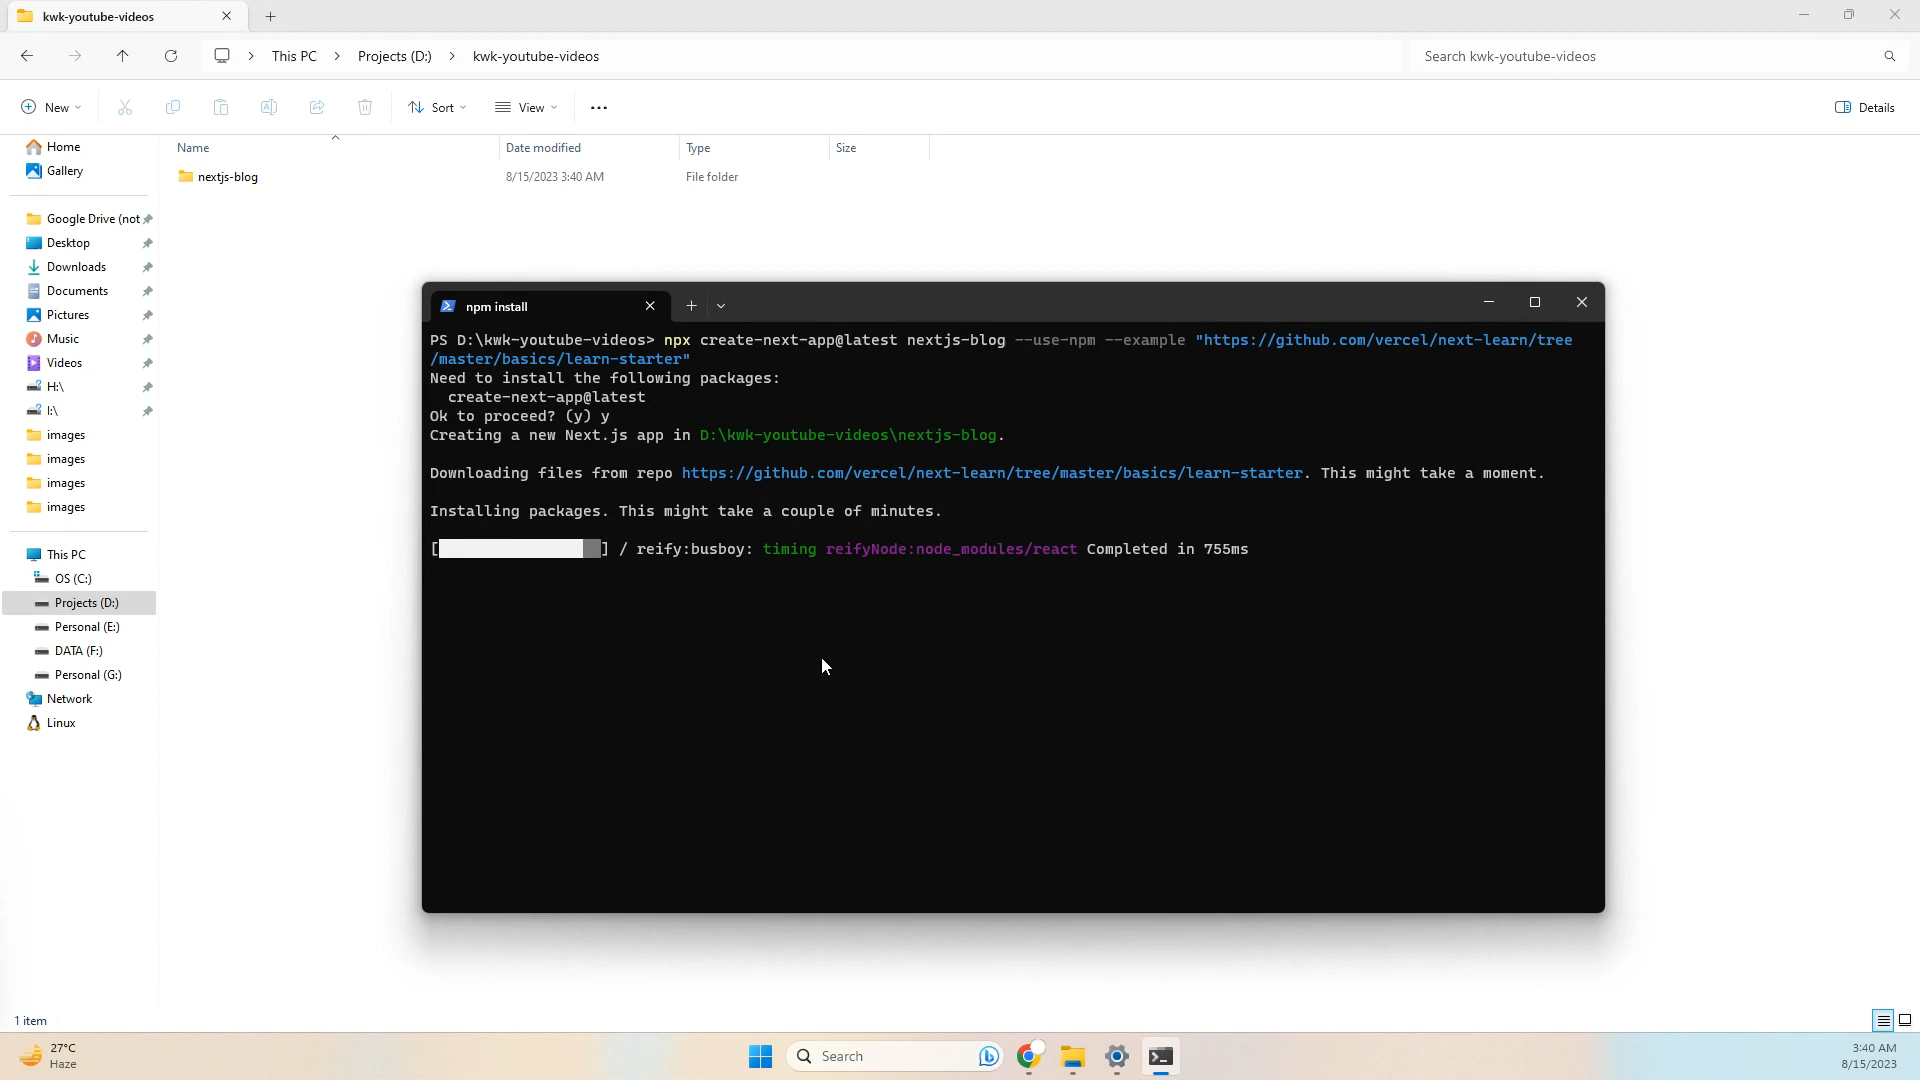 kwk-youtube-videos
This PC
Projects (D:)
kwk-youtube-videos
Search kwk-youtube-videos
New
Sort
View
Details
Home
Gallery
Google Drive (not
Desktop
Downloads
Documents
Pictures
Music
Videos
H:\
I:\
images
images
images
images
This PC
OS (C:)
Projects (D:)
Personal (E:)
DATA (F:)
Personal (G:)
Network
Linux
Name
Date modified
Type
Size
nextjs-blog
8/15/2023 3:40 AM
File folder
npm install
PS D:\kwk-youtube-videos> npx create-next-app@latest nextjs-blog --use-npm --example "https://github.com/vercel/next-learn/tree
/master/basics/learn-starter"
Need to install the following packages:
create-next-app@latest
Ok to proceed? (y) y
Creating a new Next.js app in D:\kwk-youtube-videos\nextjs-blog.
Downloading files from repo https://github.com/vercel/next-learn/tree/master/basics/learn-starter. This might take a moment.
Installing packages. This might take a couple of minutes.
[ ] / reify:busboy: timing reifyNode:node_modules/react Completed in 755ms
1 item
27°C
Haze
Search
3:40 AM
8/15/2023